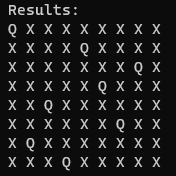 Results:
Q X X X X X X X X
X X X X Q X X X X
X X X X X X X Q X
X X X X X Q X X X
X X Q X X X X X X
X X X X X X Q X X
X Q X X X X X X X
X X X Q X X X X X